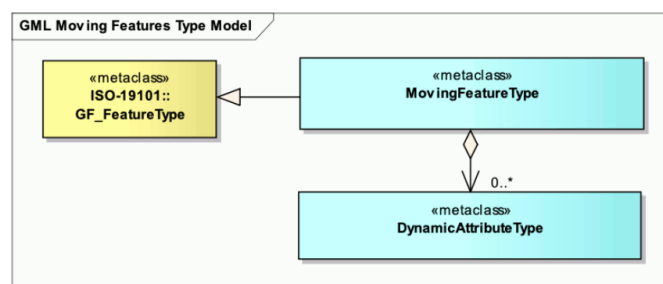 GML Moving Features Type Model
«metaclass»
ISO-19101::
GF_FeatureType
«metaclass»
MovingFeatureType
0..*
«metaclass»
DynamicAttributeType